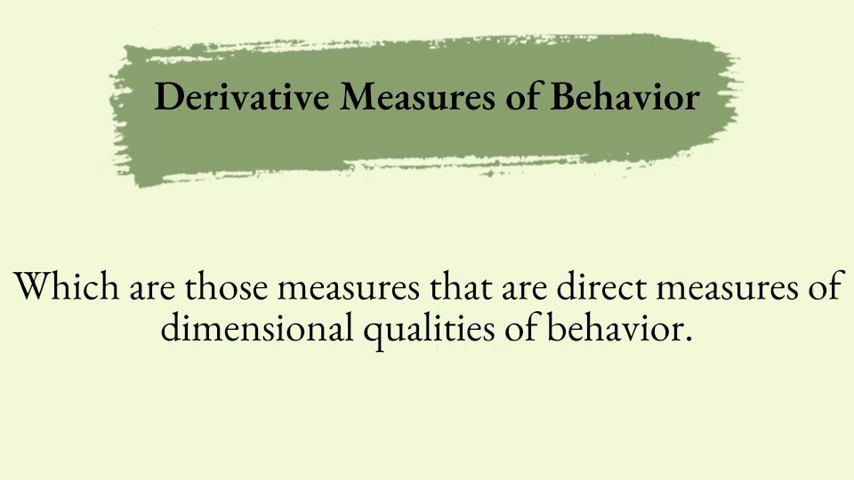 Derivative Measures of Behavior
Which are those measures that are direct measures of
dimensional qualities of behavior.